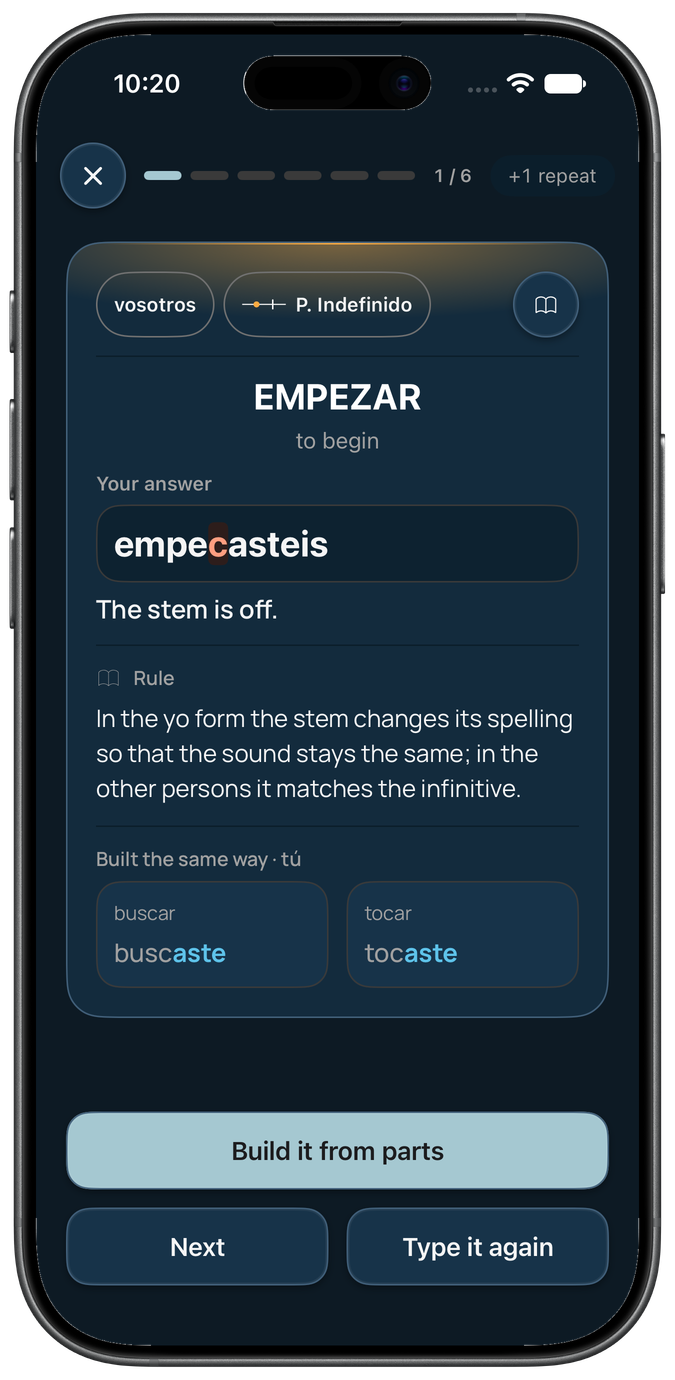 10:20
1 / 6
+1 repeat
vosotros
P. Indefinido
EMPEZAR
to begin
Your answer
empecasteis
The stem is off.
Rule
In the yo form the stem changes its spelling
so that the sound stays the same; in the
other persons it matches the infinitive.
Built the same way · tú
buscar
tocar
buscaste
tocaste
Build it from parts
Next
Type it again